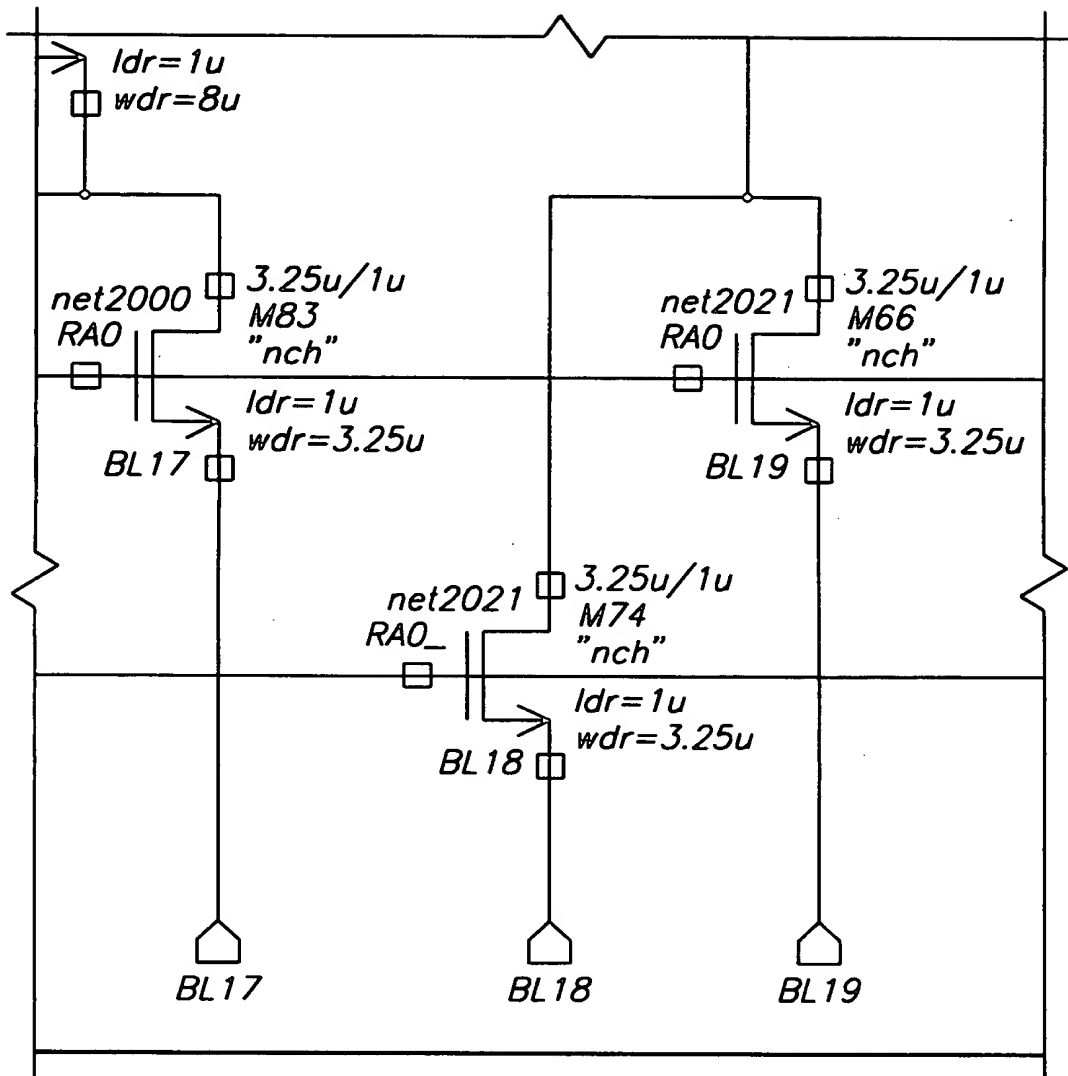 ldr=1u
wdr=8u
net2000
RA0
3.25u/1u
M83
"nch"
ldr=1u
wdr=3.25u
BL17
net2021
RA0
3.25u/1u
M66
"nch"
ldr=1u
wdr=3.25u
BL19
net2021
RA0_
3.25u/1u
M74
"nch"
ldr=1u
wdr=3.25u
BL18
BL17
BL18
BL19